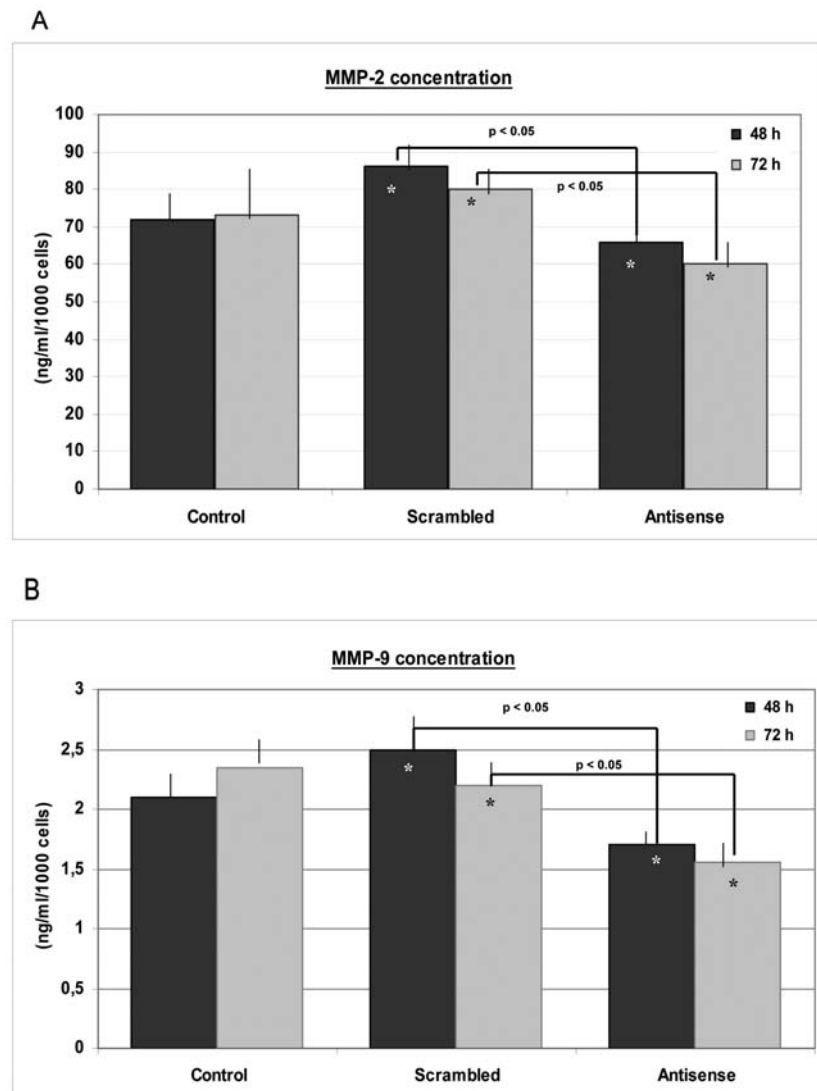 A
MMP-2 concentration
100
90
80
70
60
50
40
30
20
10
0
(ng/ml/1000 cells)
p < 0.05
p < 0.05
48 h
72 h
*
*
*
*
Control
Scrambled
Antisense
B
MMP-9 concentration
3
2,5
2
1,5
1
0,5
0
(ng/ml/1000 cells)
p < 0.05
p < 0.05
48 h
72 h
*
*
*
*
Control
Scrambled
Antisense